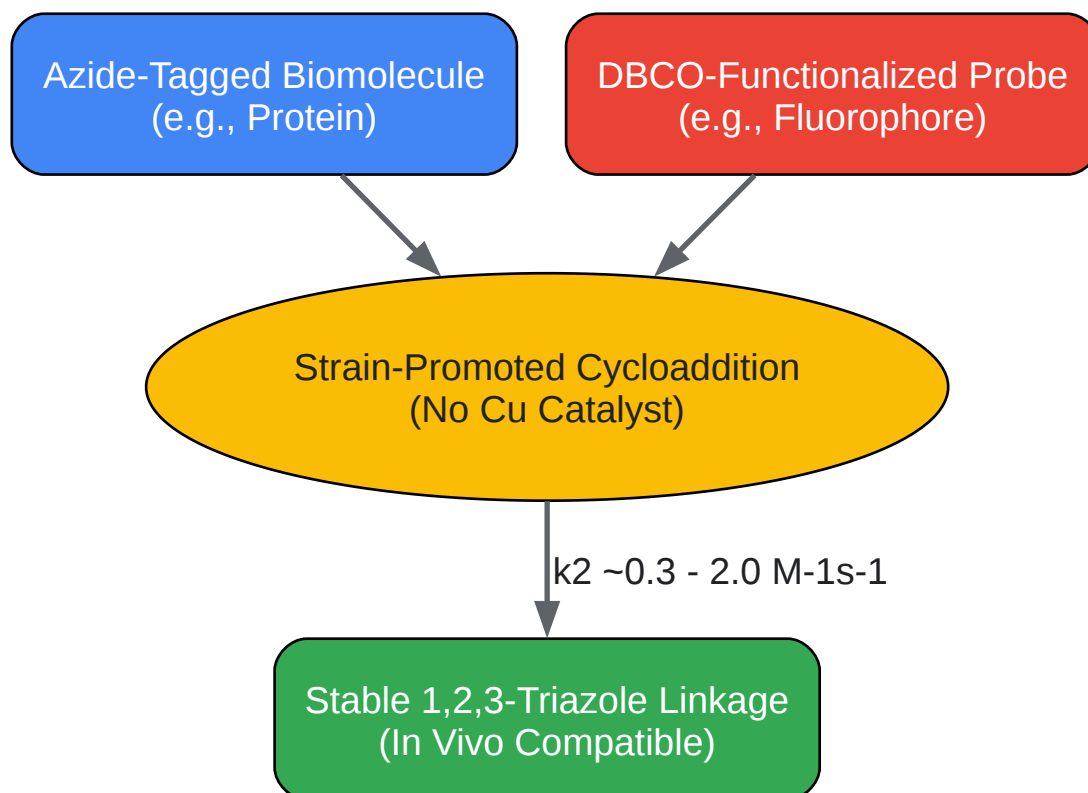 Azide-Tagged Biomolecule
(e.g., Protein)
DBCO-Functionalized Probe
(e.g., Fluorophore)
Strain-Promoted Cycloaddition
(No Cu Catalyst)
k2 ~0.3 - 2.0 M-1s-1
Stable 1,2,3-Triazole Linkage
(In Vivo Compatible)